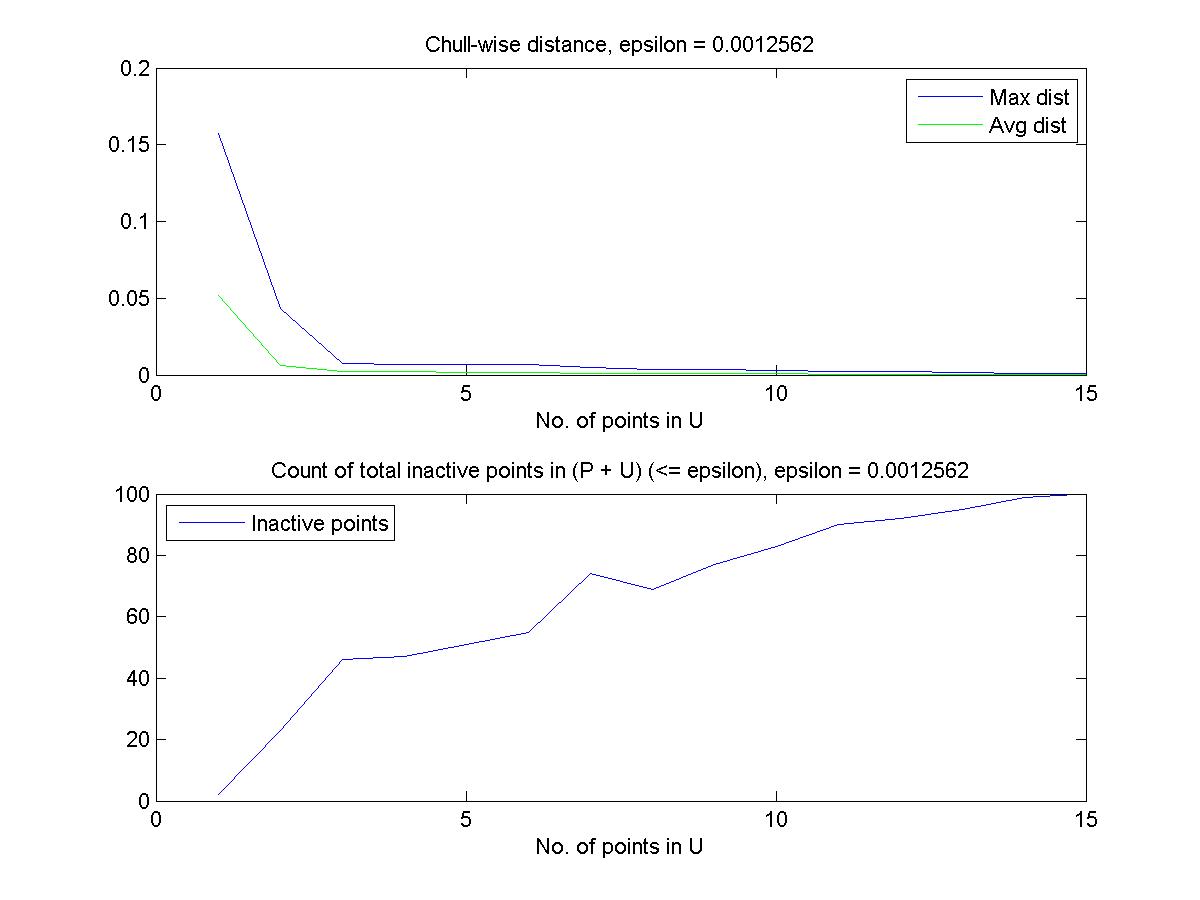 Chull-wise distance, epsilon = 0.0012562
0.2
0.15
0.1
0.05
0
Max dist
Avg dist
0 5 10 15
No. of points in U
Count of total inactive points in (P + U) (<= epsilon), epsilon = 0.0012562
100
80
60
40
20
0
Inactive points
0 5 10 15
No. of points in U